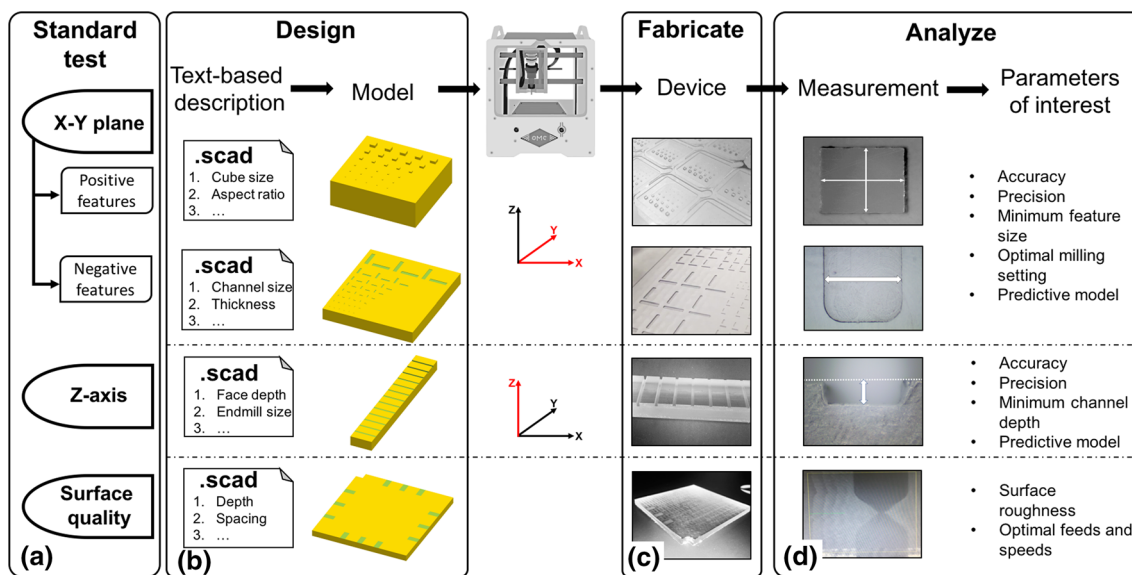 Standard
test
Design
Fabricate
Analyze
Text-based
description
Model
Device
Measurement
Parameters
of interest
OMC
X-Y plane
Positive
features
Negative
features
.scad
1. Cube size
2. Aspect ratio
3. ...
.scad
1. Channel size
2. Thickness
3. ...
Z
Y
X
• Accuracy
• Precision
• Minimum feature
size
• Optimal milling
setting
• Predictive model
Z-axis
.scad
1. Face depth
2. Endmill size
3. ...
Z
Y
X
• Accuracy
• Precision
• Minimum channel
depth
• Predictive model
Surface
quality
.scad
1. Depth
2. Spacing
3. ...
• Surface
roughness
• Optimal feeds and
speeds
(a)
(b)
(c)
(d)